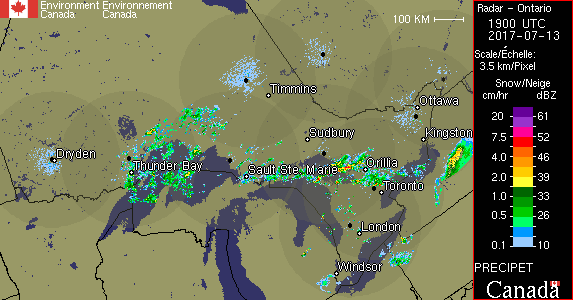 Environment Environnement
Canada Canada
100 KM
Timmins
Ottawa
Sudbury
Kingston
Dryden
Thunder Bay
Sault Ste. Marie
Orillia
Toronto
London
Windsor
Radar - Ontario
1900 UTC
2017-07-13
Scale/Échelle:
3.5 km/Pixel
Snow/Neige
cm/hr dBZ
20 61
7.5 52
4.0 46
2.0 39
1.0 33
0.5 26
0.1 10
PRECIPET
Canada